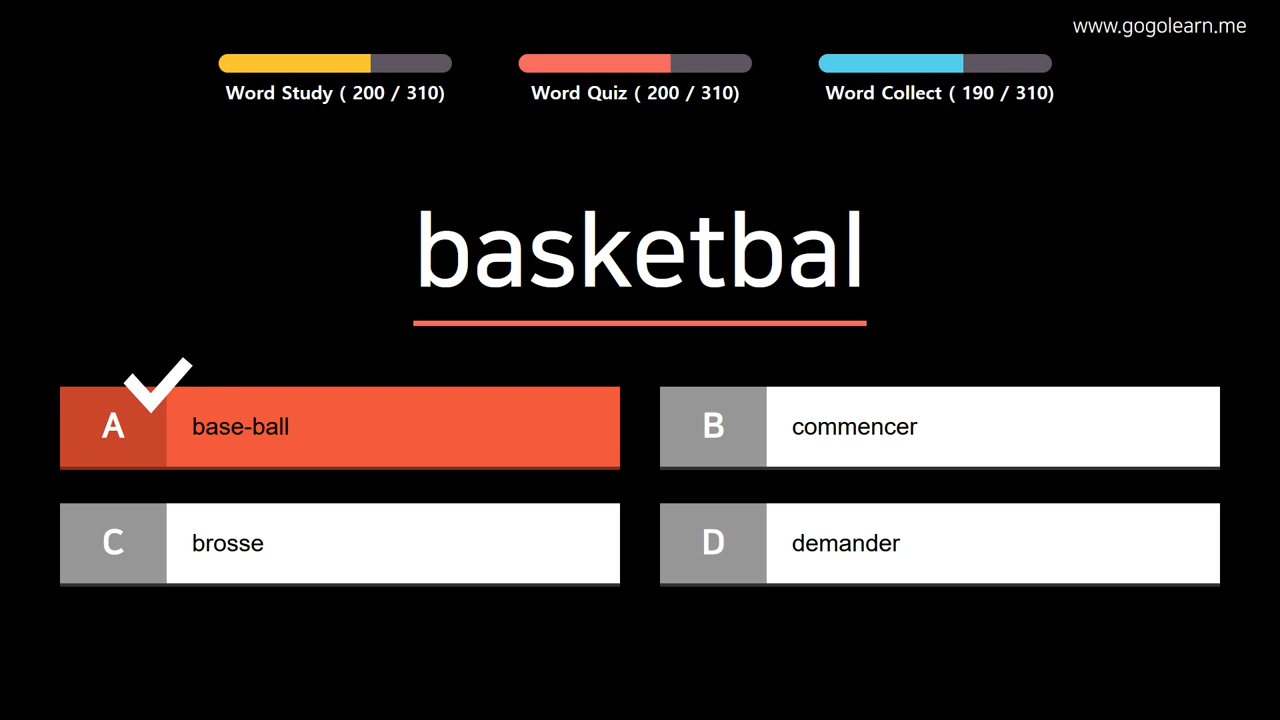 www.gogolearn.me
Word Study ( 200 / 310)
Word Quiz ( 200 / 310)
Word Collect ( 190 / 310)
basketbal
A base-ball
B commencer
C brosse
D demander